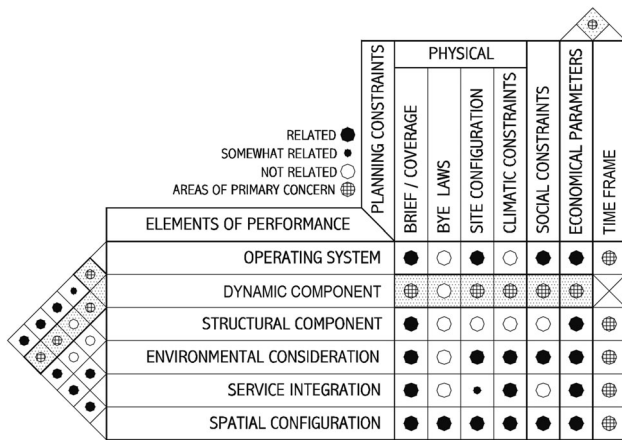 PHYSICAL
PLANNING CONSTRAINTS
BRIEF / COVERAGE
BYE LAWS
SITE CONFIGURATION
CLIMATIC CONSTRAINTS
SOCIAL CONSTRAINTS
ECONOMICAL PARAMETERS
TIME FRAME
RELATED
SOMEWHAT RELATED
NOT RELATED
AREAS OF PRIMARY CONCERN
ELEMENTS OF PERFORMANCE
OPERATING SYSTEM
DYNAMIC COMPONENT
STRUCTURAL COMPONENT
ENVIRONMENTAL CONSIDERATION
SERVICE INTEGRATION
SPATIAL CONFIGURATION